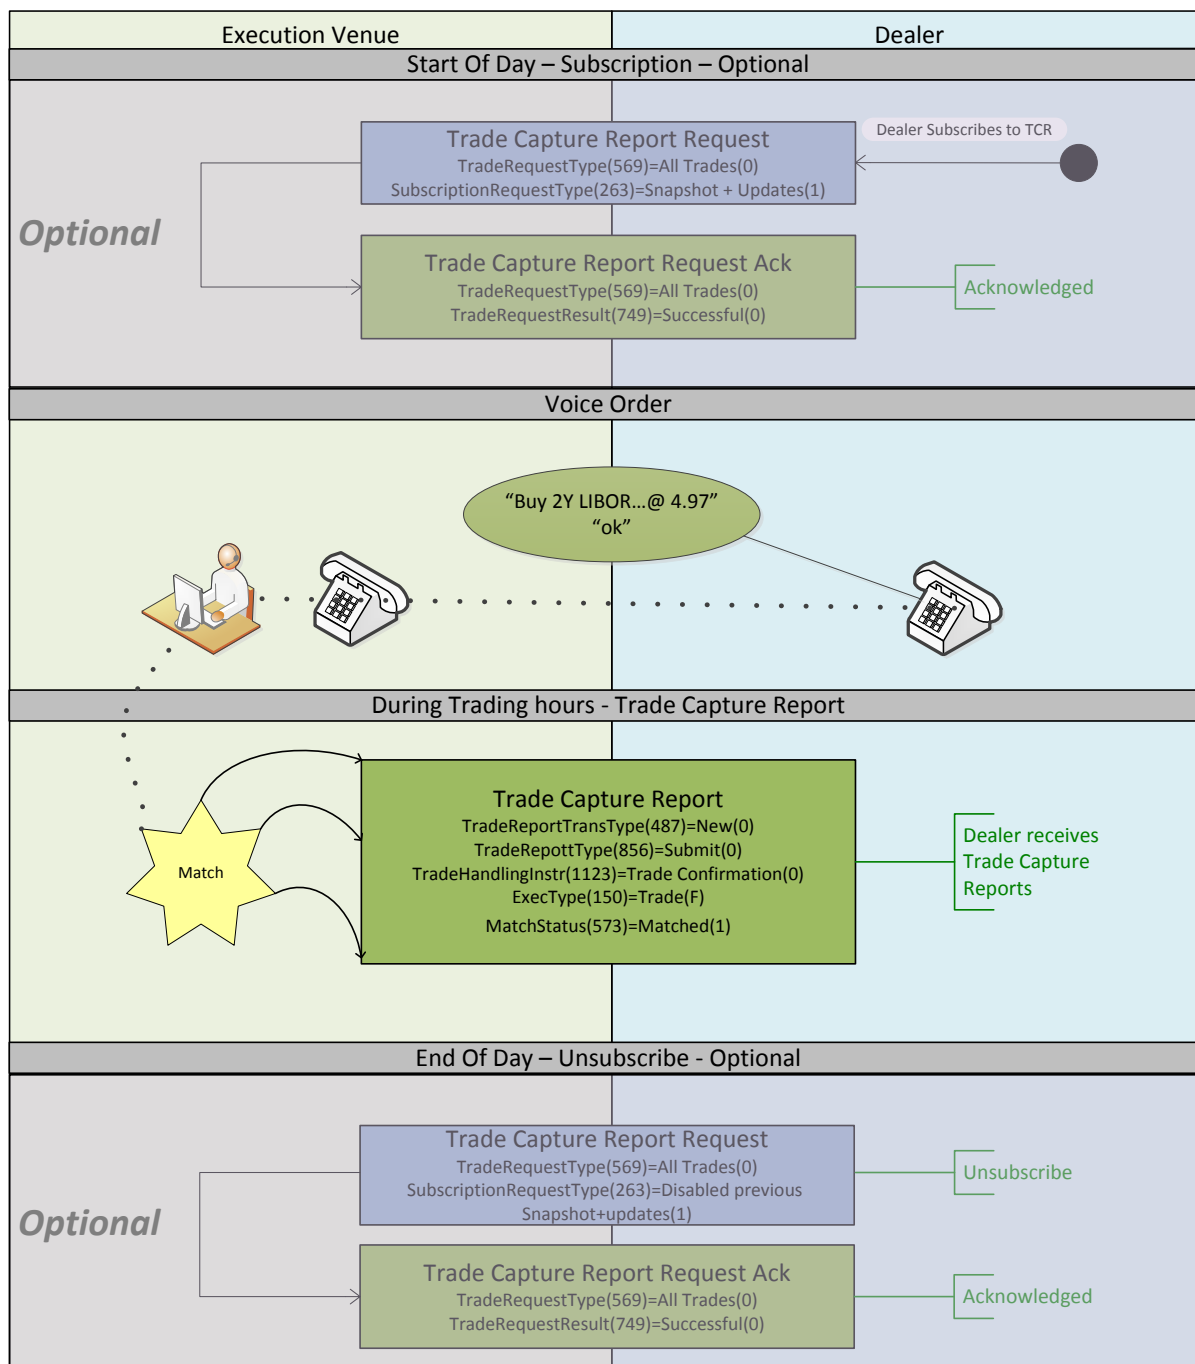 Execution Venue
Dealer
Start Of Day – Subscription – Optional
Optional
Trade Capture Report Request
TradeRequestType(569)=All Trades(0)
SubscriptionRequestType(263)=Snapshot + Updates(1)
Dealer Subscribes to TCR
Trade Capture Report Request Ack
TradeRequestType(569)=All Trades(0)
TradeRequestResult(749)=Successful(0)
Acknowledged
Voice Order
“Buy 2Y LIBOR...@ 4.97”
“ok”
During Trading hours - Trade Capture Report
Match
Trade Capture Report
TradeReportTransType(487)=New(0)
TradeRepottType(856)=Submit(0)
TradeHandlingInstr(1123)=Trade Confirmation(0)
ExecType(150)=Trade(F)
MatchStatus(573)=Matched(1)
Dealer receives
Trade Capture
Reports
End Of Day – Unsubscribe - Optional
Optional
Trade Capture Report Request
TradeRequestType(569)=All Trades(0)
SubscriptionRequestType(263)=Disabled previous
Snapshot+updates(1)
Unsubscribe
Trade Capture Report Request Ack
TradeRequestType(569)=All Trades(0)
TradeRequestResult(749)=Successful(0)
Acknowledged